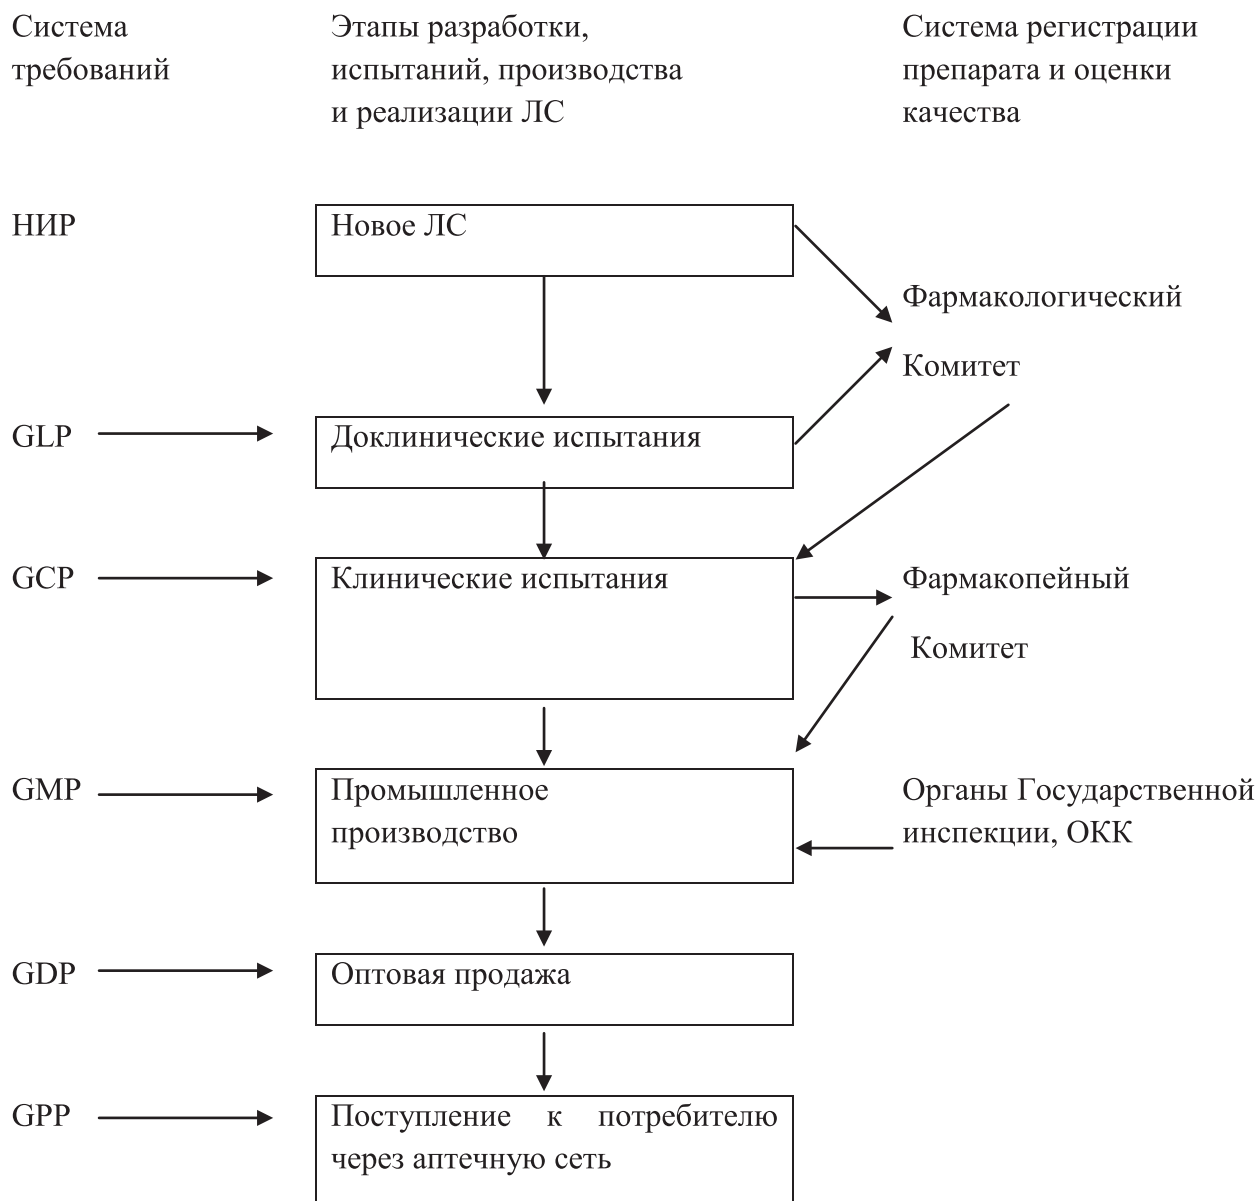 Система
требований
Этапы разработки,
испытаний, производства
и реализации ЛС
Система регистрации
препарата и оценки
качества
НИР
Новое ЛС
Фармакологический
Комитет
GLP
Доклинические испытания
GCP
Клинические испытания
Фармакопейный
Комитет
GMP
Промышленное
производство
Органы Государственной
инспекции, ОКК
GDP
Оптовая продажа
GPP
Поступление к потребителю
через аптечную сеть